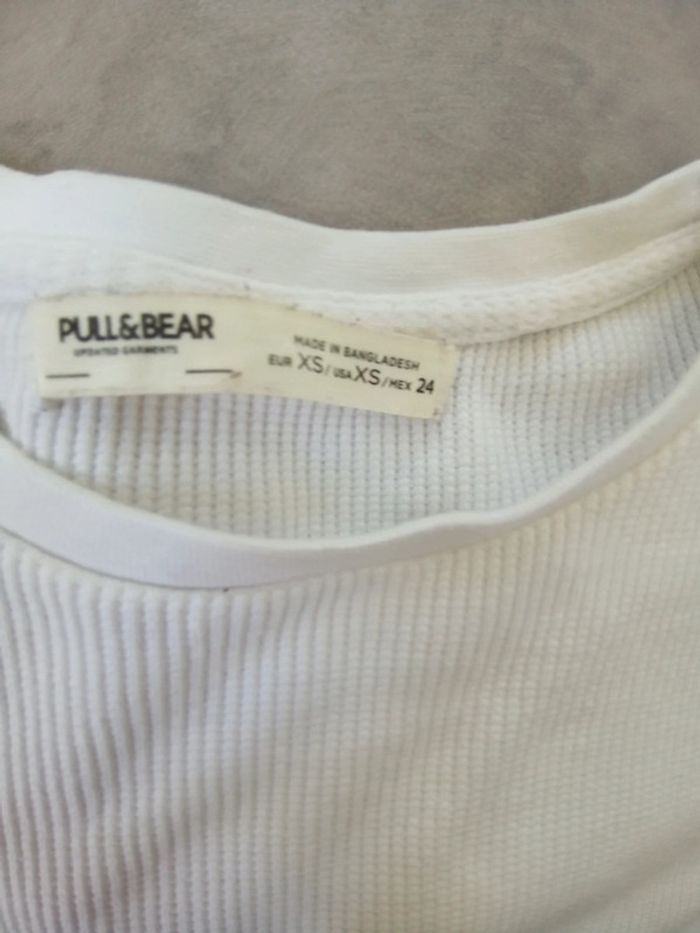 PULL&BEAR
UPDATED GARMENTS
MADE IN BANGLADESH
EUR XS / USA XS / MEX 24